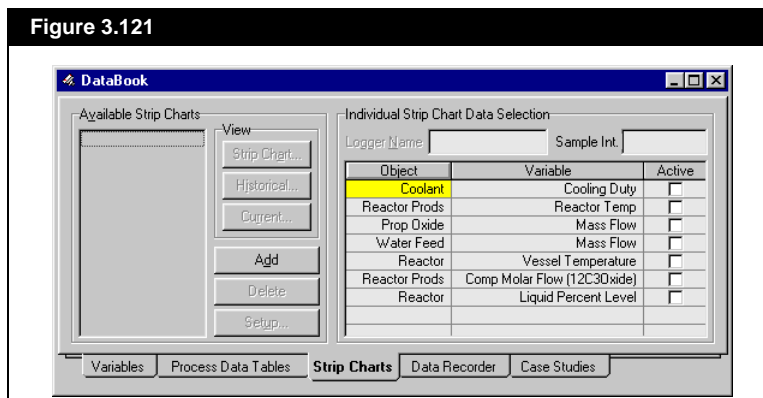 Figure 3.121
DataBook
Available Strip Charts
View
Strip Chart...
Historical...
Current...
Add
Delete
Setup...
Individual Strip Chart Data Selection
Logger Name
Sample Int.
Object Variable Active
Coolant Cooling Duty
Reactor Prods Reactor Temp
Prop Oxide Mass Flow
Water Feed Mass Flow
Reactor Vessel Temperature
Reactor Prods Comp Molar Flow (12C3Oxide)
Reactor Liquid Percent Level
Variables Process Data Tables Strip Charts Data Recorder Case Studies